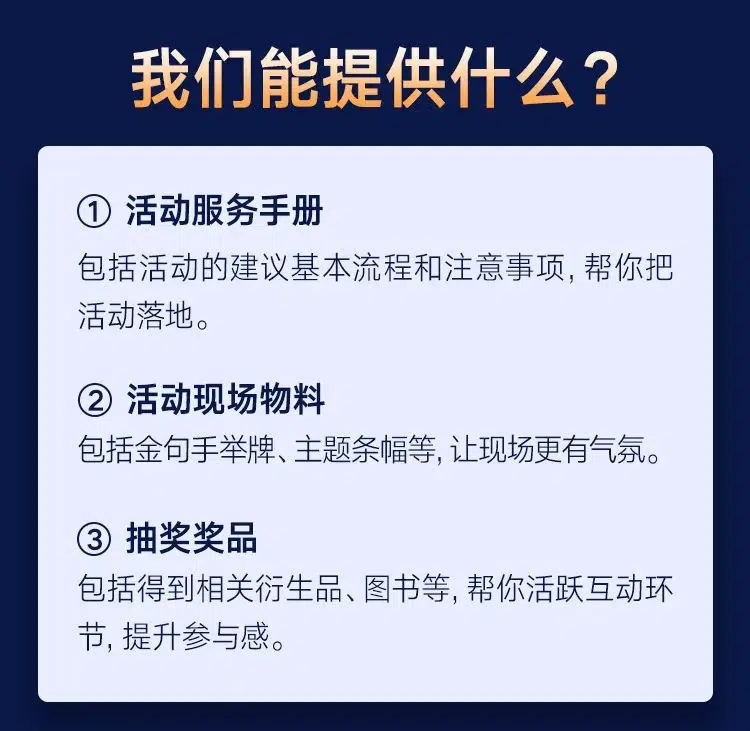 我们能提供什么？
① 活动服务手册
包括活动的建议基本流程和注意事项，帮你把
活动落地。
② 活动现场物料
包括金句手举牌、主题条幅等，让现场更有气氛。
③ 抽奖奖品
包括得到相关衍生品、图书等，帮你活跃互动环
节，提升参与感。